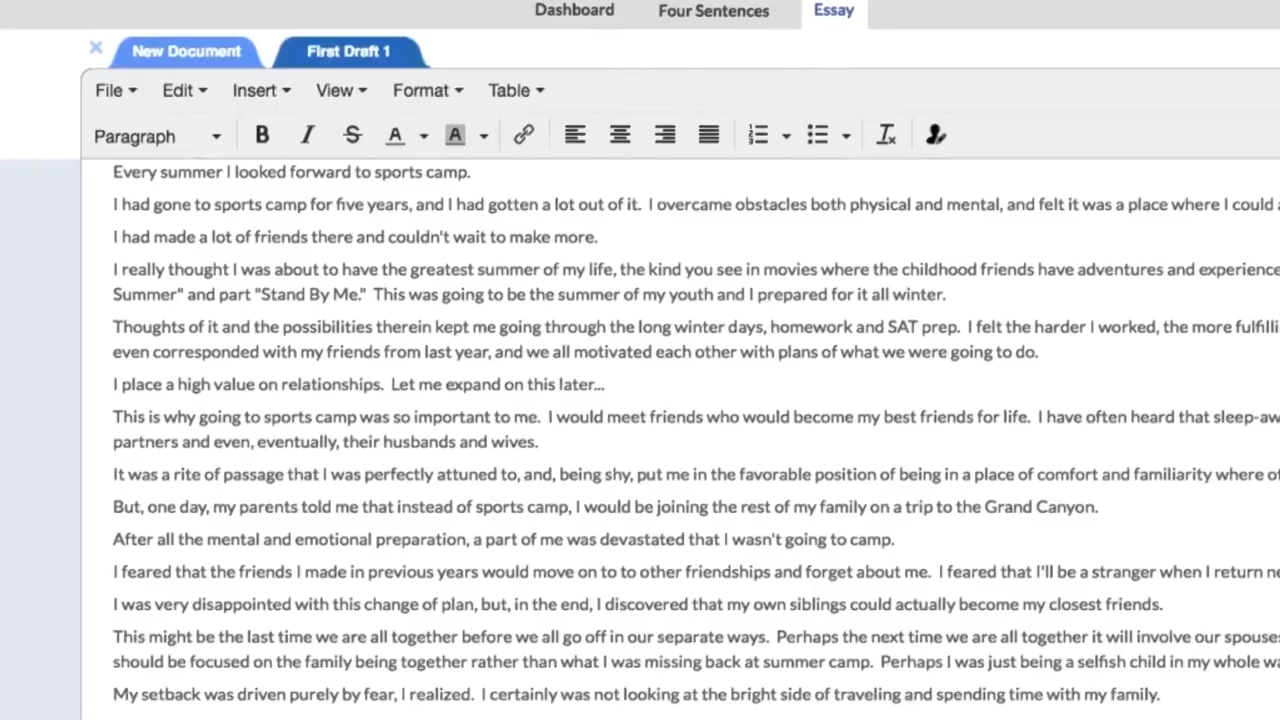 Dashboard Four Sentences Essay
× New Document First Draft 1
File Edit Insert View Format Table
Paragraph B I S A A
Every summer I looked forward to sports camp.
I had gone to sports camp for five years, and I had gotten a lot out of it. I overcame obstacles both physical and mental, and felt it was a place where I could
I had made a lot of friends there and couldn't wait to make more.
I really thought I was about to have the greatest summer of my life, the kind you see in movies where the childhood friends have adventures and experience
Summer" and part "Stand By Me." This was going to be the summer of my youth and I prepared for it all winter.
Thoughts of it and the possibilities therein kept me going through the long winter days, homework and SAT prep. I felt the harder I worked, the more fulfilli
even corresponded with my friends from last year, and we all motivated each other with plans of what we were going to do.
I place a high value on relationships. Let me expand on this later...
This is why going to sports camp was so important to me. I would meet friends who would become my best friends for life. I have often heard that sleep-aw
partners and even, eventually, their husbands and wives.
It was a rite of passage that I was perfectly attuned to, and, being shy, put me in the favorable position of being in a place of comfort and familiarity where
But, one day, my parents told me that instead of sports camp, I would be joining the rest of my family on a trip to the Grand Canyon.
After all the mental and emotional preparation, a part of me was devastated that I wasn't going to camp.
I feared that the friends I made in previous years would move on to to other friendships and forget about me. I feared that I'll be a stranger when I return ne
I was very disappointed with this change of plan, but, in the end, I discovered that my own siblings could actually become my closest friends.
This might be the last time we are all together before we all go off in our separate ways. Perhaps the next time we are all together it will involve our spouses
should be focused on the family being together rather than what I was missing back at summer camp. Perhaps I was just being a selfish child in my whole wa
My setback was driven purely by fear, I realized. I certainly was not looking at the bright side of traveling and spending time with my family.